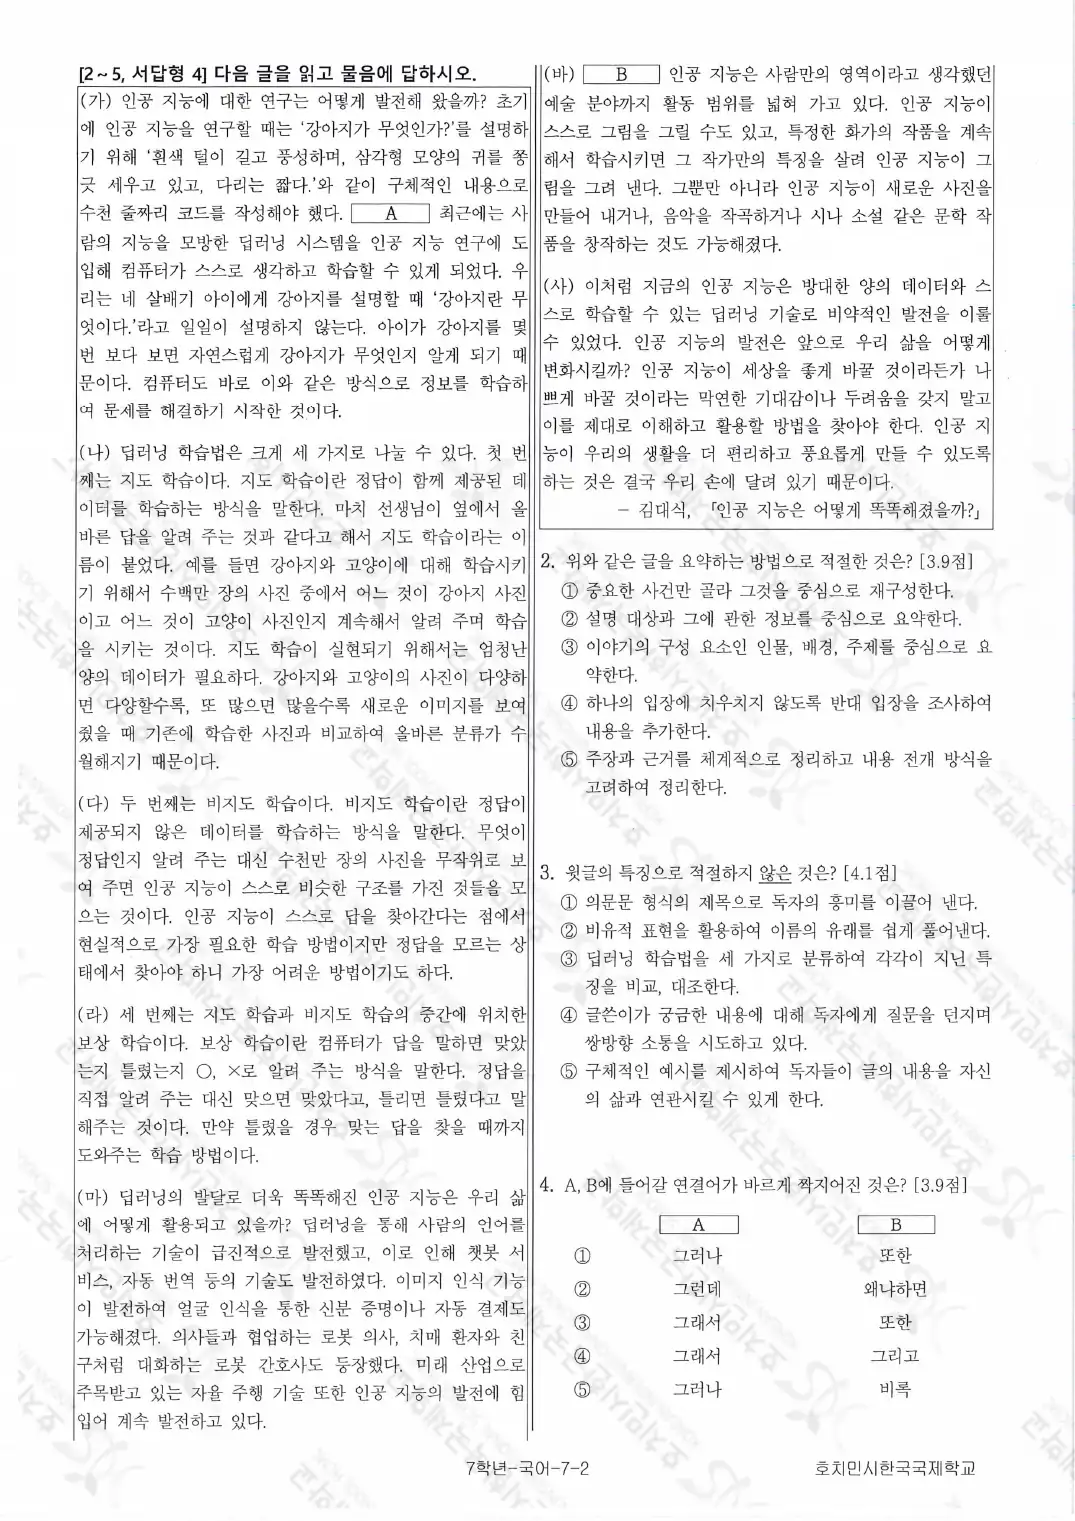 [2~5, 서답형 4] 다음 글을 읽고 물음에 답하시오.
(가) 인공 지능에 대한 연구는 어떻게 발전해 왔을까? 초기
에 인공 지능을 연구할 때는 '강아지가 무엇인가?'를 설명하
기 위해 '흰색 털이 길고 풍성하며, 삼각형 모양의 귀를 쫑
긋 세우고 있고, 다리는 짧다.'와 같이 구체적인 내용으로
수천 줄짜리 코드를 작성해야 했다. A 최근에는 사
람의 지능을 모방한 딥러닝 시스템을 인공 지능 연구에 도
입해 컴퓨터가 스스로 생각하고 학습할 수 있게 되었다. 우
리는 네 살배기 아이에게 강아지를 설명할 때 '강아지란 무
엇이다.'라고 일일이 설명하지 않는다. 아이가 강아지를 몇
번 보다 보면 자연스럽게 강아지가 무엇인지 알게 되기 때
문이다. 컴퓨터도 바로 이와 같은 방식으로 정보를 학습하
여 문제를 해결하기 시작한 것이다.
(나) 딥러닝 학습법은 크게 세 가지로 나눌 수 있다. 첫 번
째는 지도 학습이다. 지도 학습이란 정답이 함께 제공된 데
이터를 학습하는 방식을 말한다. 마치 선생님이 옆에서 올
바른 답을 알려 주는 것과 같다고 해서 지도 학습이라는 이
름이 붙었다. 예를 들면 강아지와 고양이에 대해 학습시키
기 위해서 수백만 장의 사진 중에서 어느 것이 강아지 사진
이고 어느 것이 고양이 사진인지 계속해서 알려 주며 학습
을 시키는 것이다. 지도 학습이 실현되기 위해서는 엄청난
양의 데이터가 필요하다. 강아지와 고양이의 사진이 다양하
면 다양할수록, 또 많으면 많을수록 새로운 이미지를 보여
줬을 때 기존에 학습한 사진과 비교하여 올바른 분류가 수
월해지기 때문이다.
(다) 두 번째는 비지도 학습이다. 비지도 학습이란 정답이
제공되지 않은 데이터를 학습하는 방식을 말한다. 무엇이
정답인지 알려 주는 대신 수천만 장의 사진을 무작위로 보
여 주면 인공 지능이 스스로 비슷한 구조를 가진 것들을 모
으는 것이다. 인공 지능이 스스로 답을 찾아간다는 점에서
현실적으로 가장 필요한 학습 방법이지만 정답을 모르는 상
태에서 찾아야 하니 가장 어려운 방법이기도 하다.
(라) 세 번째는 지도 학습과 비지도 학습의 중간에 위치한
보상 학습이다. 보상 학습이란 컴퓨터가 답을 말하면 맞았
는지 틀렸는지 ○, ×로 알려 주는 방식을 말한다. 정답을
직접 알려 주는 대신 맞으면 맞았다고, 틀리면 틀렸다고 말
해주는 것이다. 만약 틀렸을 경우 맞는 답을 찾을 때까지
도와주는 학습 방법이다.
(마) 딥러닝의 발달로 더욱 똑똑해진 인공 지능은 우리 삶
에 어떻게 활용되고 있을까? 딥러닝을 통해 사람의 언어를
처리하는 기술이 급진적으로 발전했고, 이로 인해 챗봇 서
비스, 자동 번역 등의 기술도 발전하였다. 이미지 인식 기능
이 발전하여 얼굴 인식을 통한 신분 증명이나 자동 결제도
가능해졌다. 의사들과 협업하는 로봇 의사, 치매 환자와 친
구처럼 대화하는 로봇 간호사도 등장했다. 미래 산업으로
주목받고 있는 자율 주행 기술 또한 인공 지능의 발전에 힘
입어 계속 발전하고 있다.
(바) B 인공 지능은 사람만의 영역이라고 생각했던
예술 분야까지 활동 범위를 넓혀 가고 있다. 인공 지능이
스스로 그림을 그릴 수도 있고, 특정한 화가의 작품을 계속
해서 학습시키면 그 작가만의 특징을 살려 인공 지능이 그
림을 그려 낸다. 그뿐만 아니라 인공 지능이 새로운 사진을
만들어 내거나, 음악을 작곡하거나 시나 소설 같은 문학 작
품을 창작하는 것도 가능해졌다.
(사) 이처럼 지금의 인공 지능은 방대한 양의 데이터와 스
스로 학습할 수 있는 딥러닝 기술로 비약적인 발전을 이룰
수 있었다. 인공 지능의 발전은 앞으로 우리 삶을 어떻게
변화시킬까? 인공 지능이 세상을 좋게 바꿀 것이라든가 나
쁘게 바꿀 것이라는 막연한 기대감이나 두려움을 갖지 말고
이를 제대로 이해하고 활용할 방법을 찾아야 한다. 인공 지
능이 우리의 생활을 더 편리하고 풍요롭게 만들 수 있도록
하는 것은 결국 우리 손에 달려 있기 때문이다.
- 김대식, 「인공 지능은 어떻게 똑똑해졌을까?」
2. 위와 같은 글을 요약하는 방법으로 적절한 것은? [3.9점]
① 중요한 사건만 골라 그것을 중심으로 재구성한다.
② 설명 대상과 그에 관한 정보를 중심으로 요약한다.
③ 이야기의 구성 요소인 인물, 배경, 주제를 중심으로 요
약한다.
④ 하나의 입장에 치우치지 않도록 반대 입장을 조사하여
내용을 추가한다.
⑤ 주장과 근거를 체계적으로 정리하고 내용 전개 방식을
고려하여 정리한다.
3. 윗글의 특징으로 적절하지 않은 것은? [4.1점]
① 의문문 형식의 제목으로 독자의 흥미를 이끌어 낸다.
② 비유적 표현을 활용하여 이름의 유래를 쉽게 풀어낸다.
③ 딥러닝 학습법을 세 가지로 분류하여 각각이 지닌 특
징을 비교, 대조한다.
④ 글쓴이가 궁금한 내용에 대해 독자에게 질문을 던지며
쌍방향 소통을 시도하고 있다.
⑤ 구체적인 예시를 제시하여 독자들이 글의 내용을 자신
의 삶과 연관시킬 수 있게 한다.
4. A, B에 들어갈 연결어가 바르게 짝지어진 것은? [3.9점]
A B
① 그러나 또한
② 그런데 왜냐하면
③ 그래서 또한
④ 그래서 그리고
⑤ 그러나 비록
7학년-국어-7-2
호치민시한국국제학교